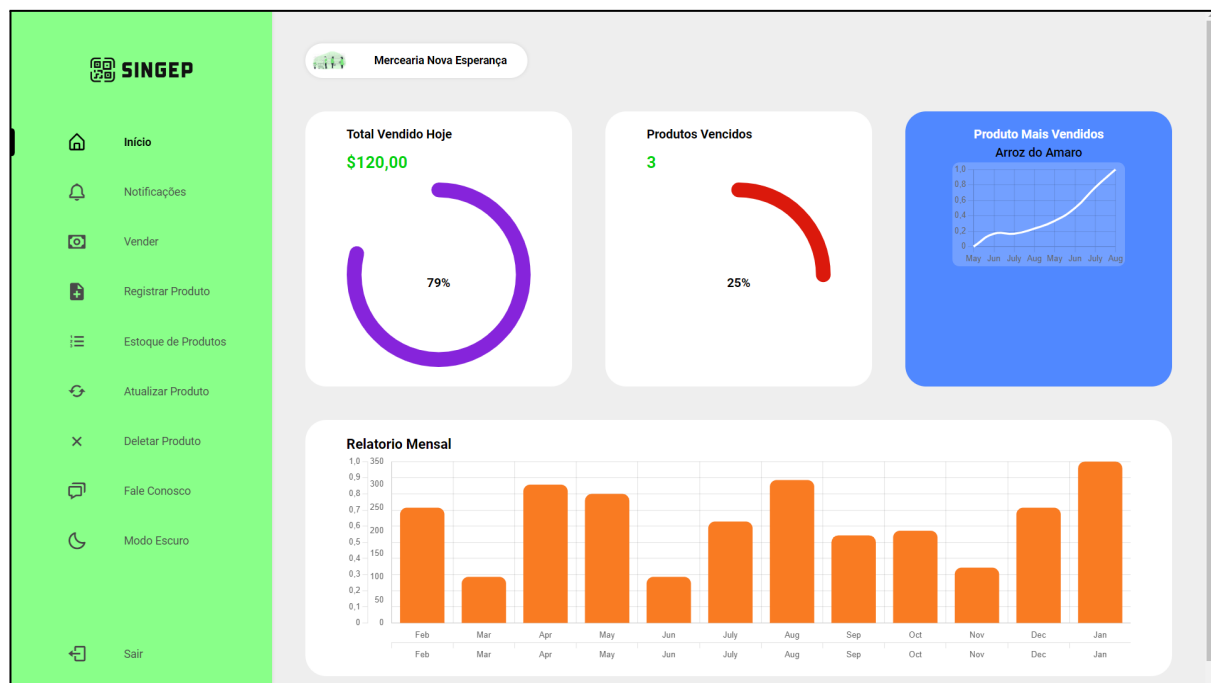 SINGEP
Início
Notificações
Vender
Registrar Produto
Estoque de Produtos
Atualizar Produto
Deletar Produto
Fale Conosco
Modo Escuro
Sair
Mercearia Nova Esperança
Total Vendido Hoje
$120,00
79%
Produtos Vencidos
3
25%
Produto Mais Vendidos
Arroz do Amaro
1,0
0,8
0,6
0,4
0,2
0
May Jun July Aug May Jun July Aug
Relatorio Mensal
1,0 350
0,9 300
0,8
0,7 250
0,6 200
0,5
0,4 150
0,3 100
0,2
0,1 50
0 0
Feb Mar Apr May Jun July Aug Sep Oct Nov Dec Jan
Feb Mar Apr May Jun July Aug Sep Oct Nov Dec Jan